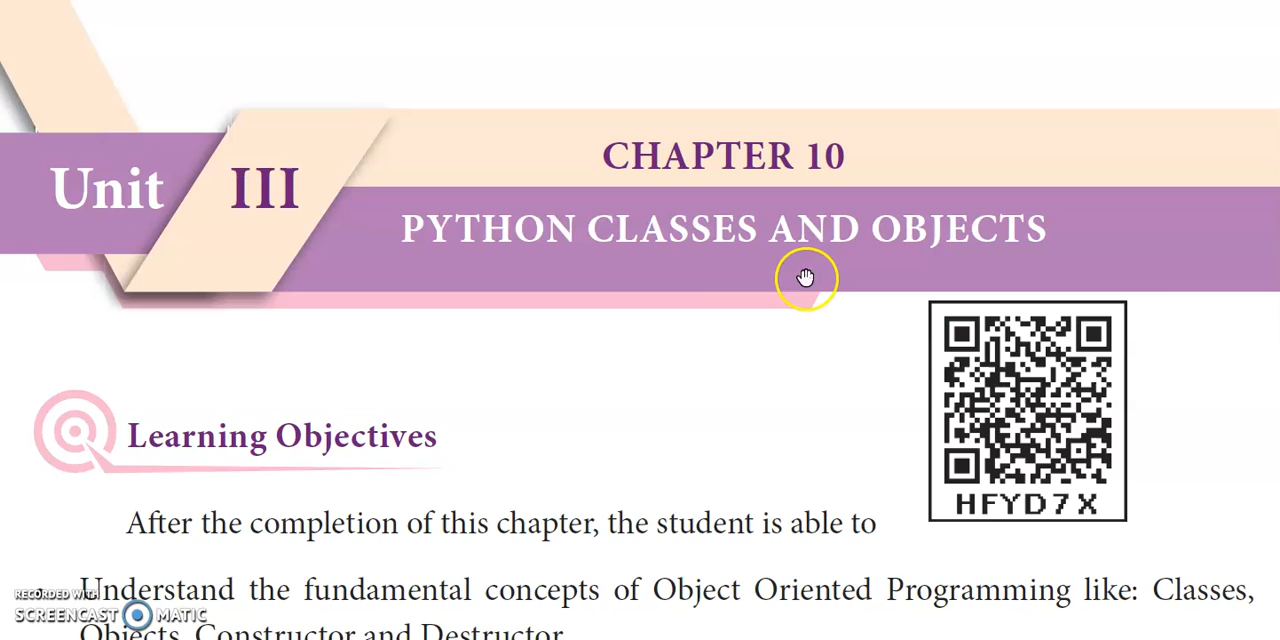 CHAPTER 10
Unit III
PYTHON CLASSES AND OBJECTS
HFYD7X
Learning Objectives
After the completion of this chapter, the student is able to
Understand the fundamental concepts of Object Oriented Programming like: Classes,
Objects, Constructor and Destructor
RECORDED WITH
SCREENCAST MATIC